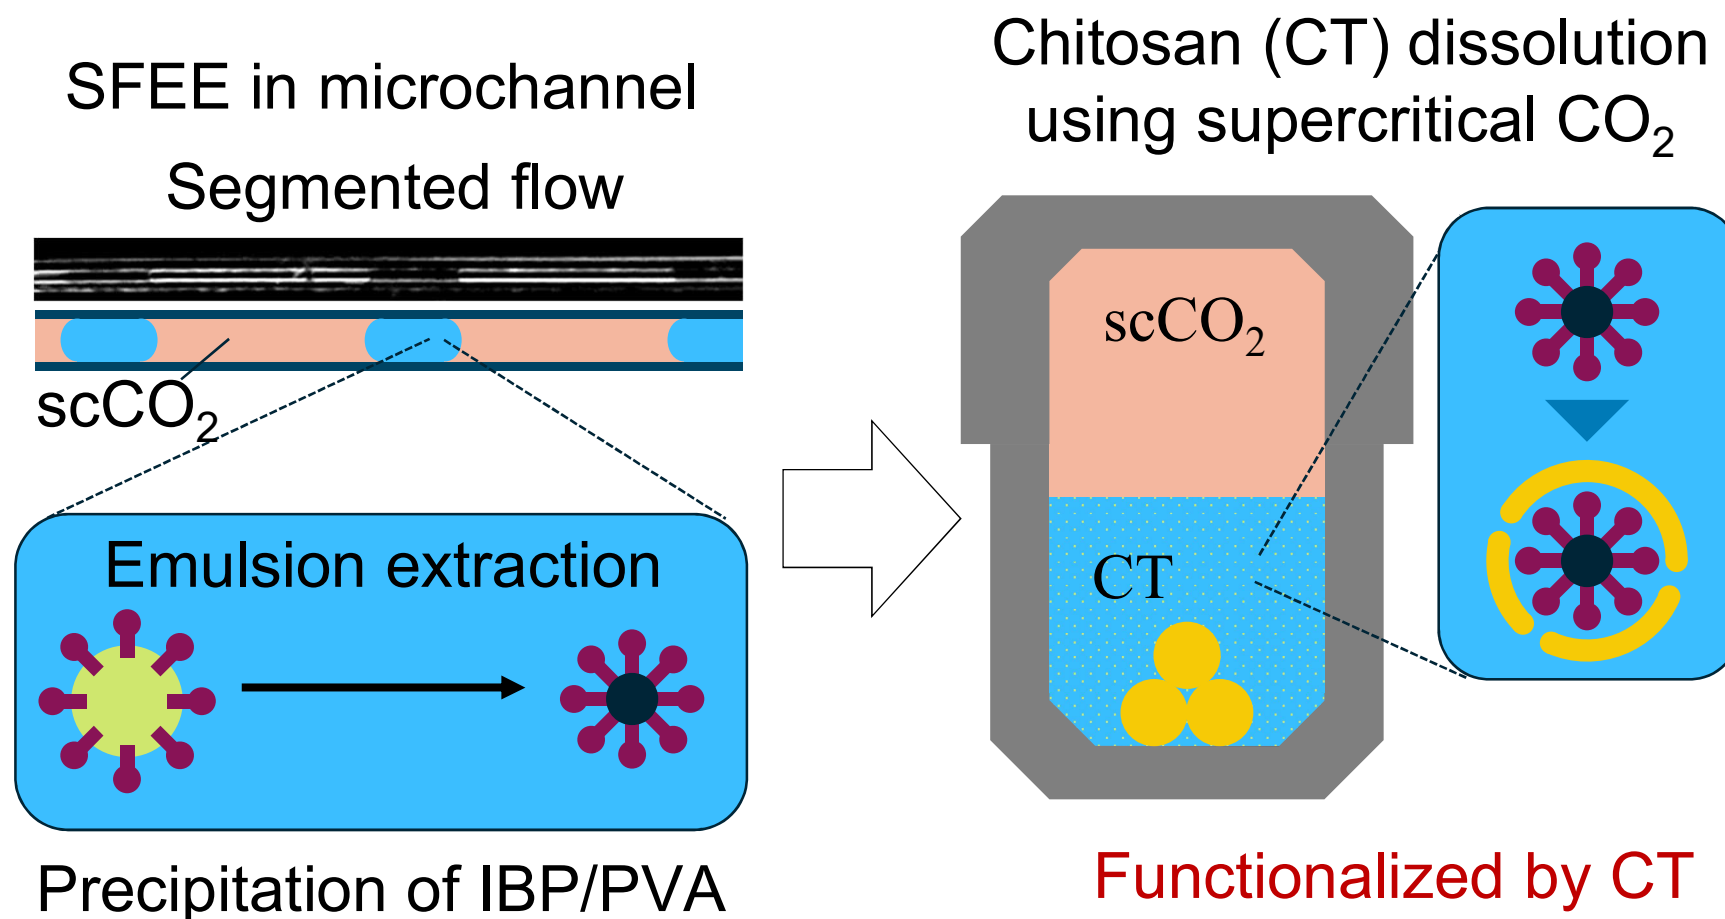 SFEE in microchannel
Segmented flow
scCO₂
Emulsion extraction
Precipitation of IBP/PVA
Chitosan (CT) dissolution
using supercritical CO₂
scCO₂
CT
Functionalized by CT